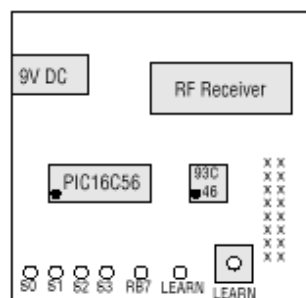 9V DC
RF Receiver
PIC16C56
93C
46
X X
X X
X X
X X
X X
X X
X X
X X
S0 S1 S2 S3 RB7 LEARN LEARN